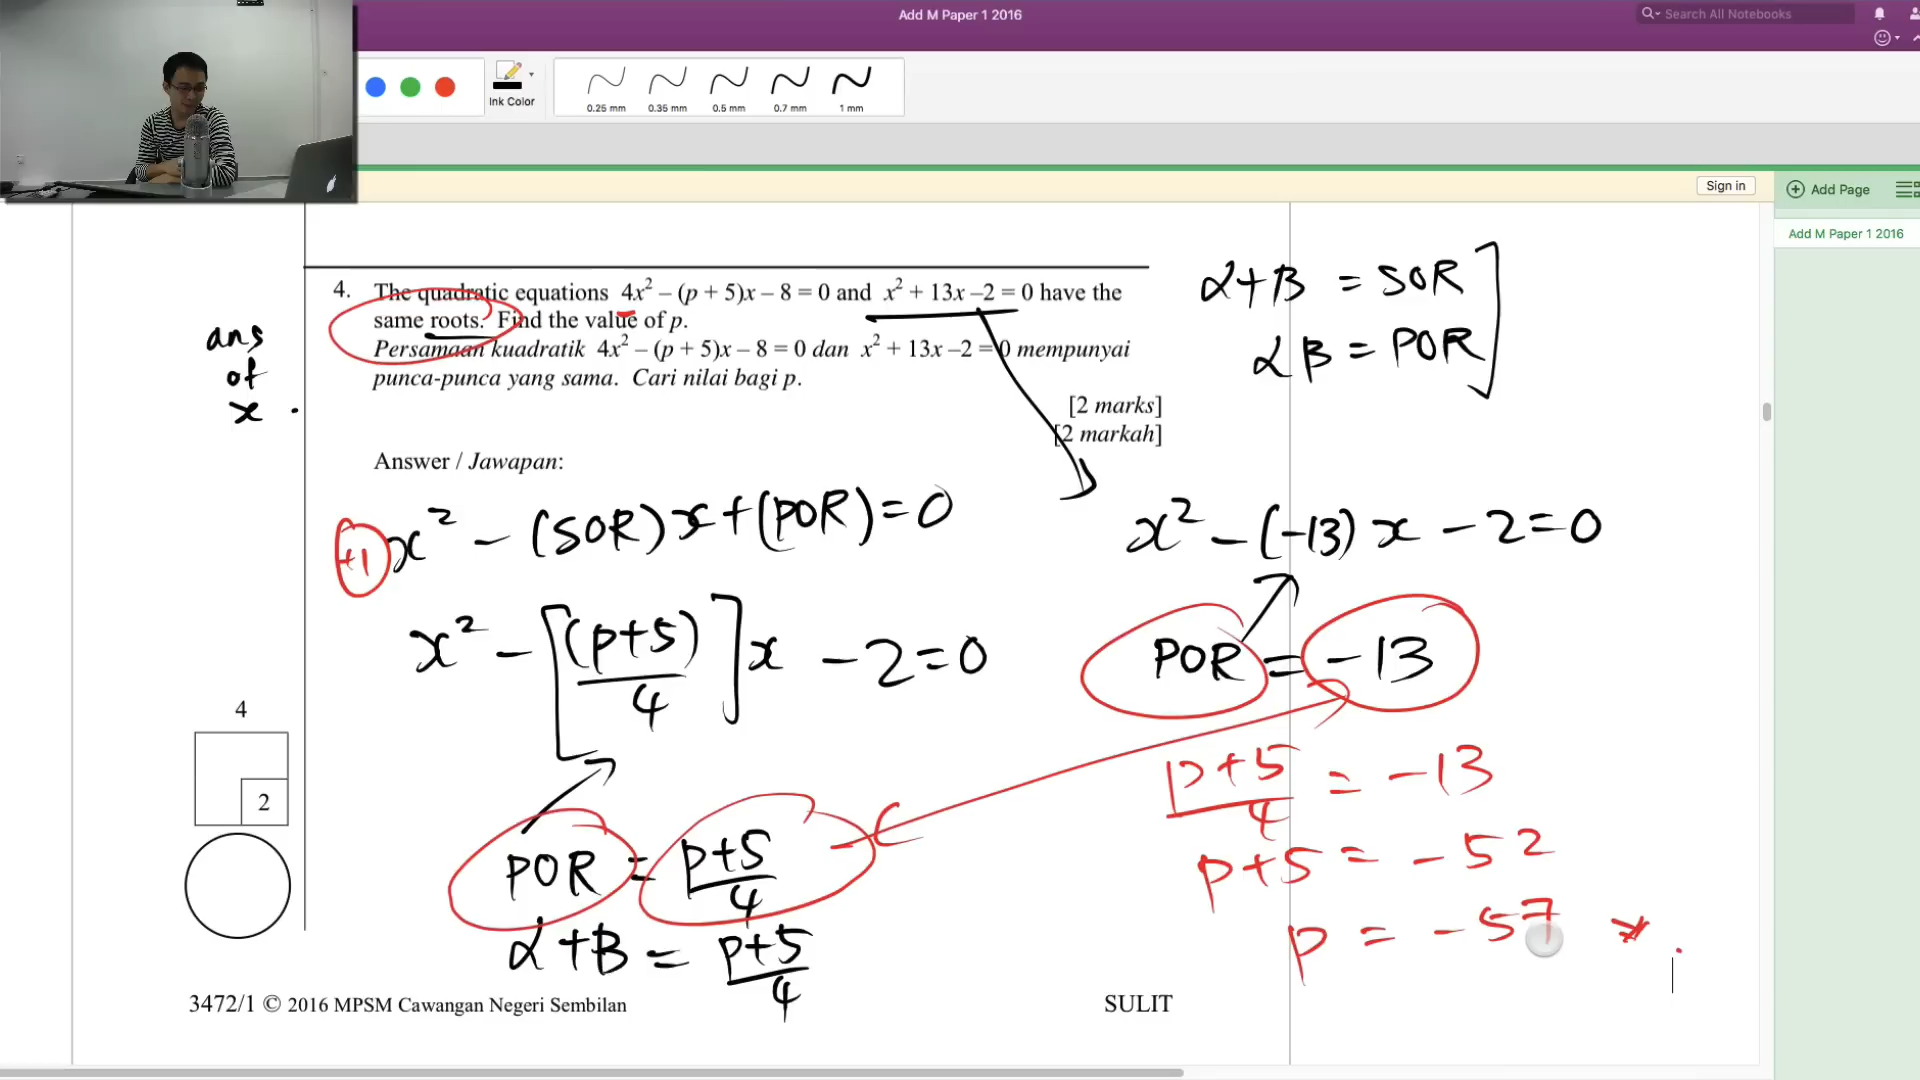 Add M Paper 1 2016
Search All Notebooks
Ink Color
0.25 mm
0.35 mm
0.5 mm
0.7 mm
1 mm
Sign in
Add Page
Add M Paper 1 2016
4. The quadratic equations 4x² – (p + 5)x – 8 = 0 and x² + 13x –2 = 0 have the
same roots. Find the value of p.
Persamaan kuadratik 4x² – (p + 5)x – 8 = 0 dan x² + 13x –2 = 0 mempunyai
punca-punca yang sama. Cari nilai bagi p.
[2 marks]
[2 markah]
Answer / Jawapan:
ans
of
x .
α+β = SOR
αβ = POR
+1
x² – (SOR)x+(POR)=0
x² – [(p+5)/4]x – 2=0
POR = p+5/4
α+β = p+5/4
x² – (-13)x – 2=0
POR = -13
p+5/4 = -13
p+5 = -52
p = -57
4
2
3472/1 © 2016 MPSM Cawangan Negeri Sembilan
SULIT